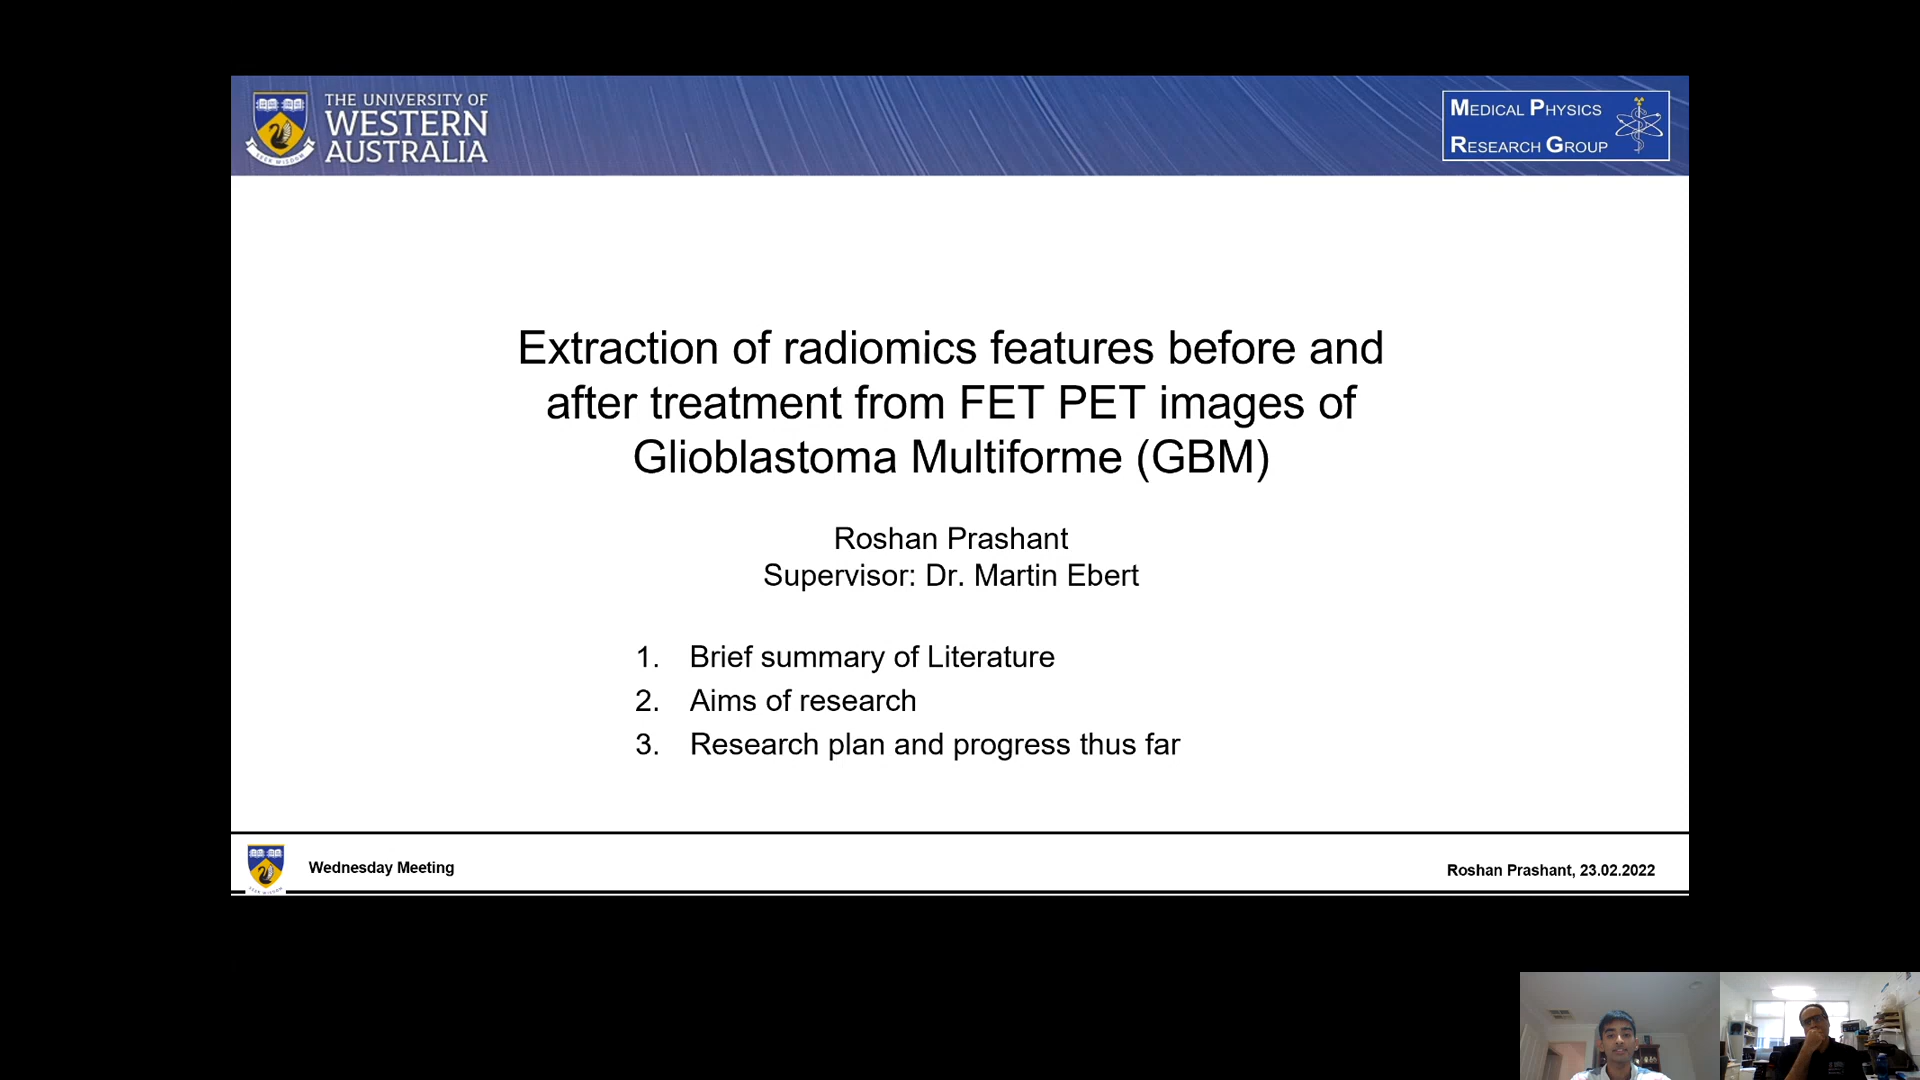 THE UNIVERSITY OF
WESTERN
AUSTRALIA
SEEK WISDOM
MEDICAL PHYSICS
RESEARCH GROUP
Extraction of radiomics features before and
after treatment from FET PET images of
Glioblastoma Multiforme (GBM)
Roshan Prashant
Supervisor: Dr. Martin Ebert
1. Brief summary of Literature
2. Aims of research
3. Research plan and progress thus far
Wednesday Meeting
Roshan Prashant, 23.02.2022